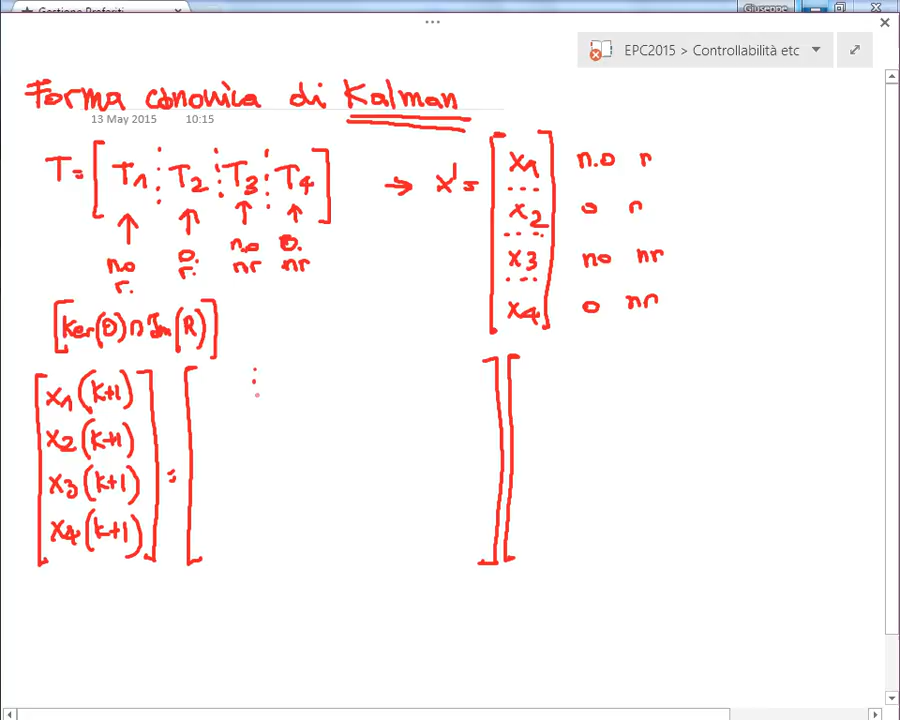 Gestione Preferiti
Giuseppe
EPC2015 > Controllabilità etc
Forma canonica di Kalman
13 May 2015 10:15
T = [ T1 ⋮ T2 ⋮ T3 ⋮ T4 ] → x' =
↑ ↑ ↑ ↑
no o. n.o o.
r. r. nr nr
x1 n.o r
x2 o r
x3 no nr
x4 o nr
[ker(O)∩Im(R)]
x1(k+1)
x2(k+1)
x3(k+1)
x4(k+1)
=